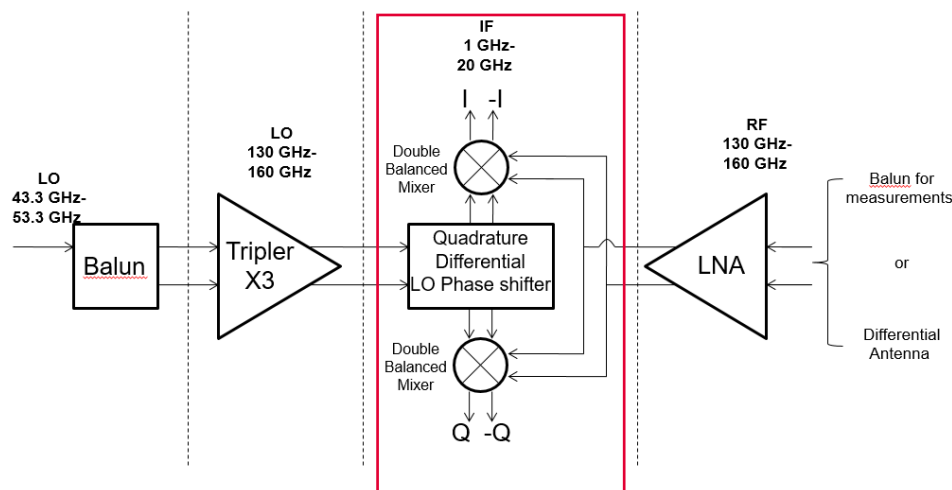 LO
43.3 GHz-
53.3 GHz
Balun
LO
130 GHz-
160 GHz
Tripler
X3
IF
1 GHz-
20 GHz
I -I
Double
Balanced
Mixer
Quadrature
Differential
LO Phase shifter
Double
Balanced
Mixer
Q -Q
RF
130 GHz-
160 GHz
LNA
Balun for
measurements
or
Differential
Antenna